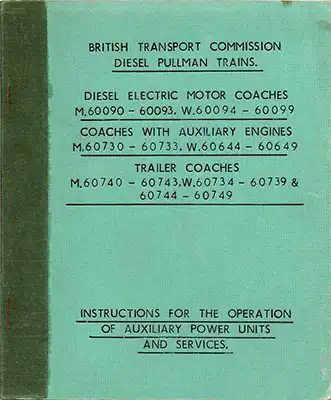 BRITISH TRANSPORT COMMISSION
DIESEL PULLMAN TRAINS.
DIESEL ELECTRIC MOTOR COACHES
M.60090 - 60093, W.60094 - 60099
COACHES WITH AUXILIARY ENGINES
M.60730 - 60733, W.60644 - 60649
TRAILER COACHES
M.60740 - 60743,W.60734 - 60739 &
60744 - 60749
INSTRUCTIONS FOR THE OPERATION
OF AUXILIARY POWER UNITS
AND SERVICES.